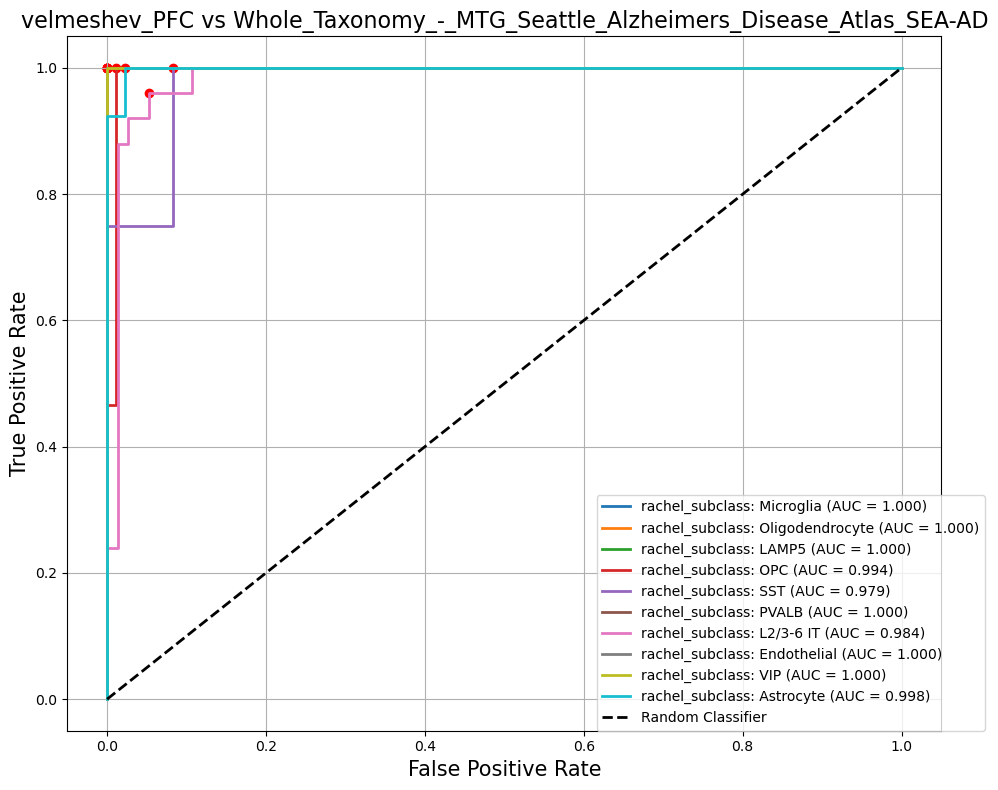 velmeshev_PFC vs Whole_Taxonomy_-_MTG_Seattle_Alzheimers_Disease_Atlas_SEA-AD
True Positive Rate
1.0
0.8
0.6
0.4
0.2
0.0
rachel_subclass: Microglia (AUC = 1.000)
rachel_subclass: Oligodendrocyte (AUC = 1.000)
rachel_subclass: LAMP5 (AUC = 1.000)
rachel_subclass: OPC (AUC = 0.994)
rachel_subclass: SST (AUC = 0.979)
rachel_subclass: PVALB (AUC = 1.000)
rachel_subclass: L2/3-6 IT (AUC = 0.984)
rachel_subclass: Endothelial (AUC = 1.000)
rachel_subclass: VIP (AUC = 1.000)
rachel_subclass: Astrocyte (AUC = 0.998)
Random Classifier
0.0 0.2 0.4 0.6 0.8 1.0
False Positive Rate